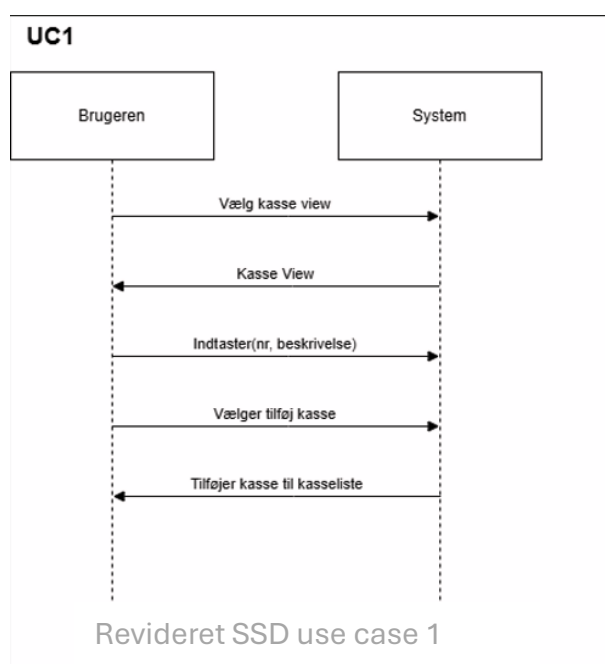 UC1
Brugeren
System
Vælg kasse view
Kasse View
Indtaster(nr, beskrivelse)
Vælger tilføj kasse
Tilføjer kasse til kasseliste
Revideret SSD use case 1